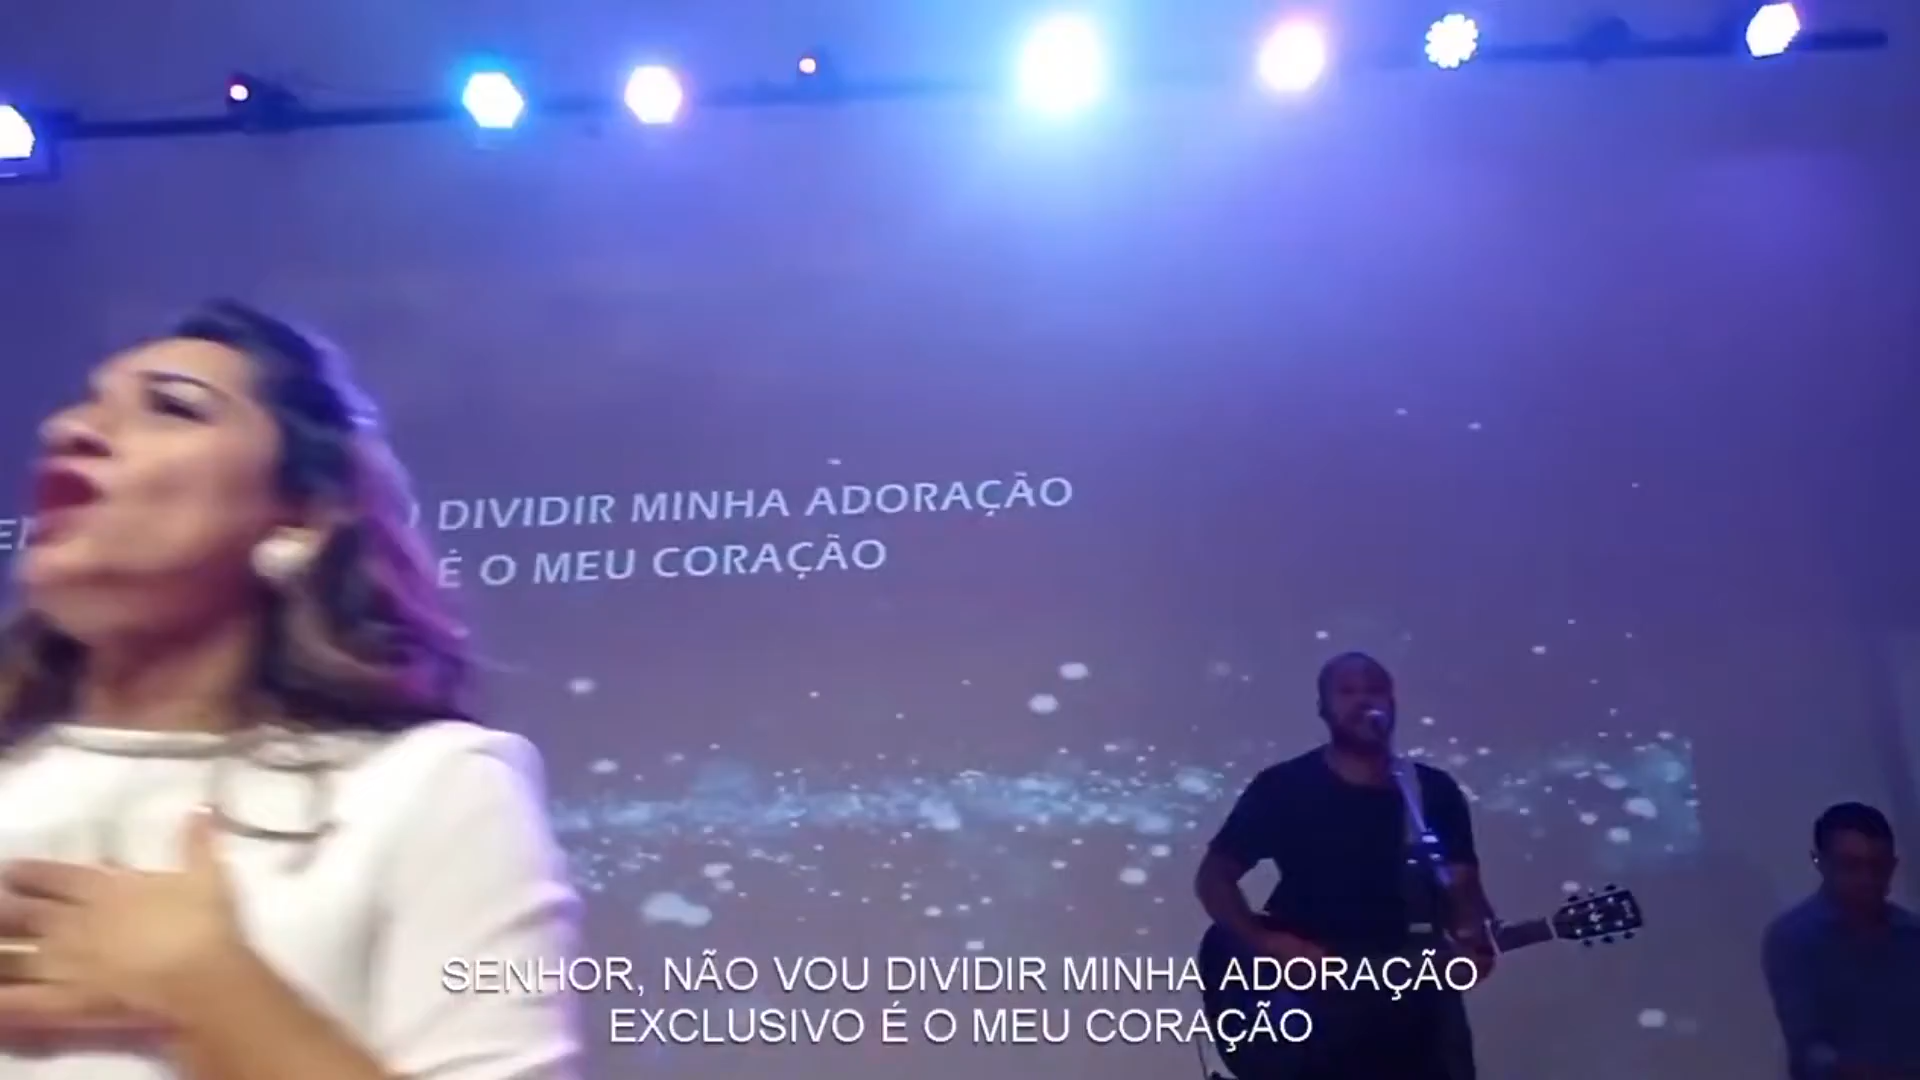 DIVIDIR MINHA ADORAÇÃO
É O MEU CORAÇÃO
SENHOR, NÃO VOU DIVIDIR MINHA ADORAÇÃO
EXCLUSIVO É O MEU CORAÇÃO